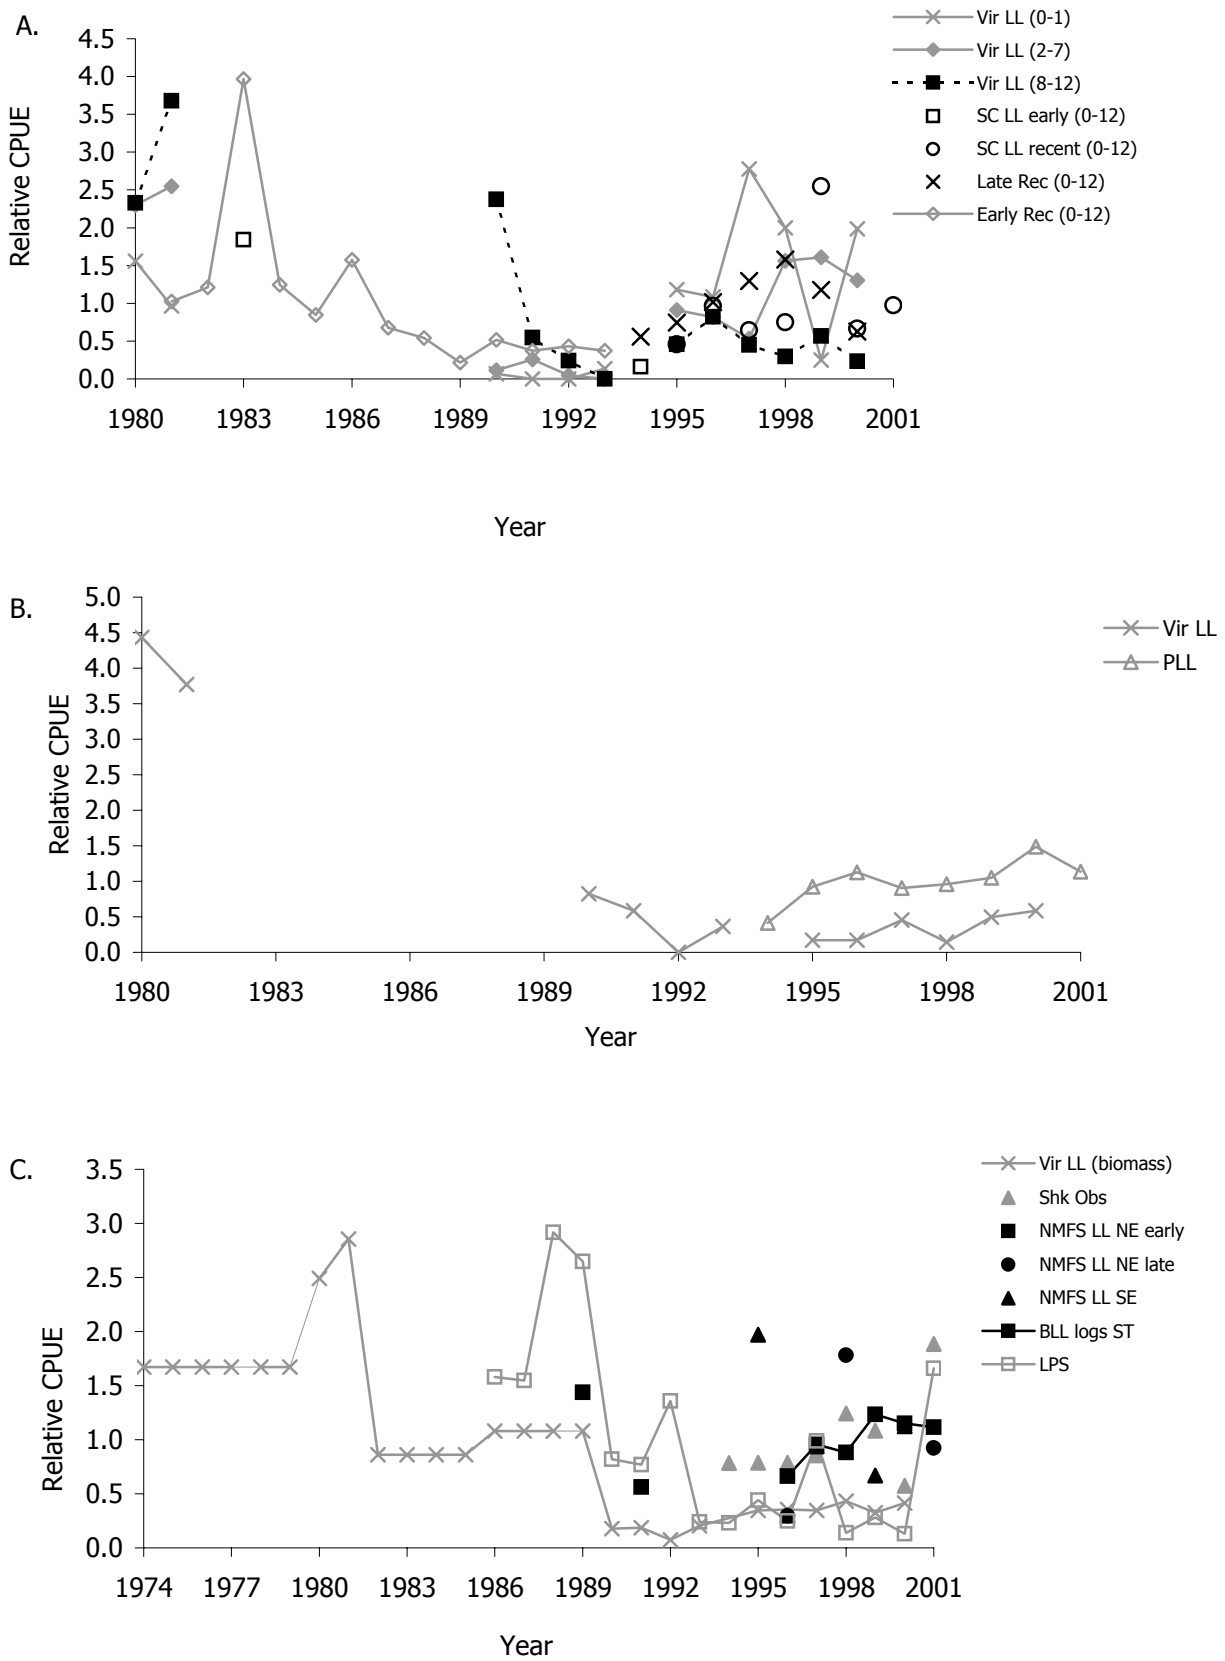 A.
Relative CPUE
4.5
4.0
3.5
3.0
2.5
2.0
1.5
1.0
0.5
0.0
1980 1983 1986 1989 1992 1995 1998 2001
Year
Vir LL (0-1)
Vir LL (2-7)
Vir LL (8-12)
SC LL early (0-12)
SC LL recent (0-12)
Late Rec (0-12)
Early Rec (0-12)
B.
Relative CPUE
5.0
4.5
4.0
3.5
3.0
2.5
2.0
1.5
1.0
0.5
0.0
1980 1983 1986 1989 1992 1995 1998 2001
Year
Vir LL
PLL
C.
Relative CPUE
3.5
3.0
2.5
2.0
1.5
1.0
0.5
0.0
1974 1977 1980 1983 1986 1989 1992 1995 1998 2001
Year
Vir LL (biomass)
Shk Obs
NMFS LL NE early
NMFS LL NE late
NMFS LL SE
BLL logs ST
LPS